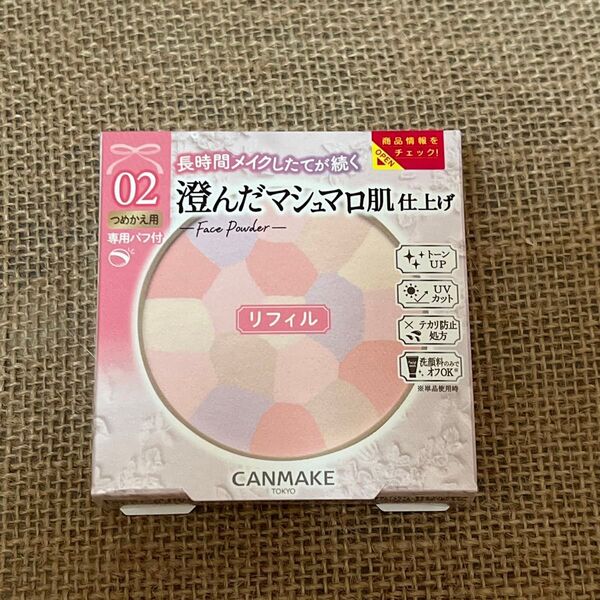 02
つめかえ用
専用パフ付
長時間メイクしたてが続く
澄んだマシュマロ肌仕上げ
Face Powder
商品情報を
チェック!
OPEN
トーン
UP
UV
カット
テカリ防止
処方
洗顔料のみで
オフOK※
※単品使用時
リフィル
CANMAKE
TOKYO